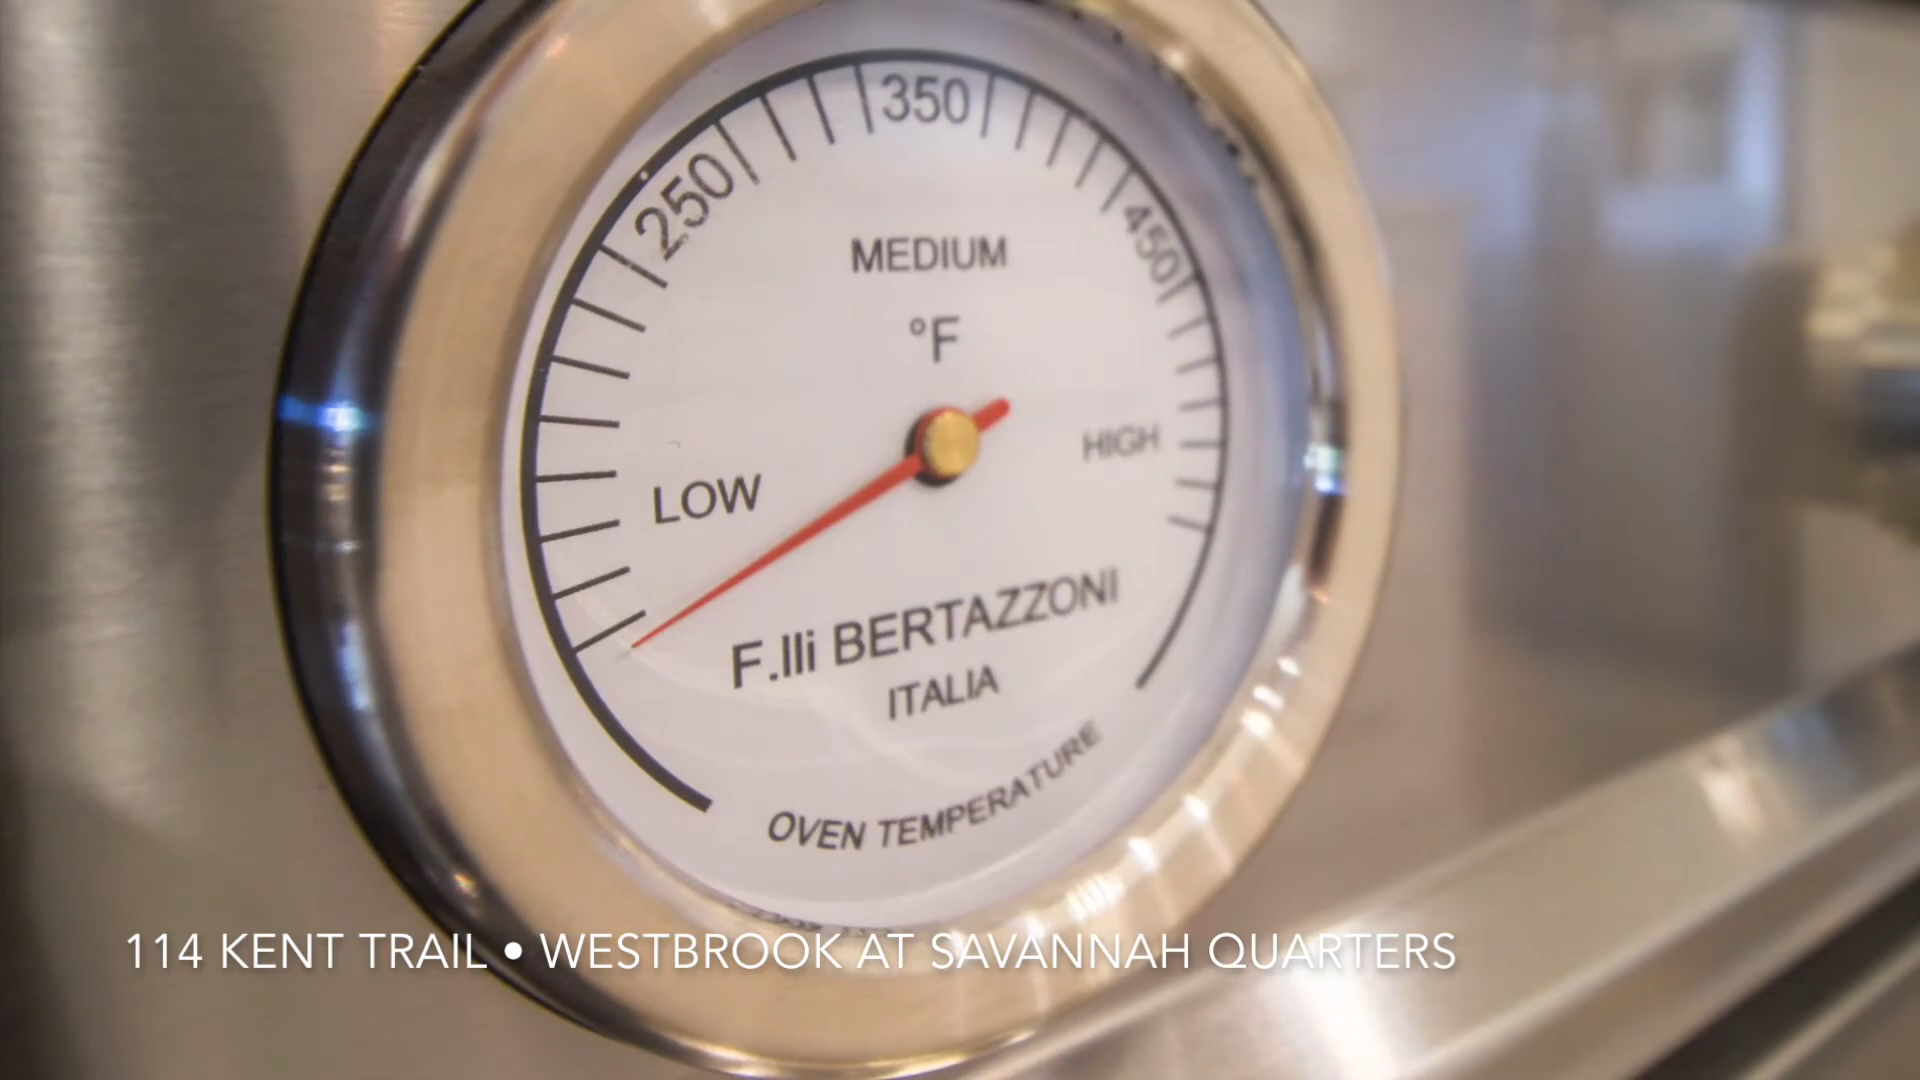 350
250
450
MEDIUM
°F
HIGH
LOW
F.lli BERTAZZONI
ITALIA
OVEN TEMPERATURE
114 KENT TRAIL • WESTBROOK AT SAVANNAH QUARTERS